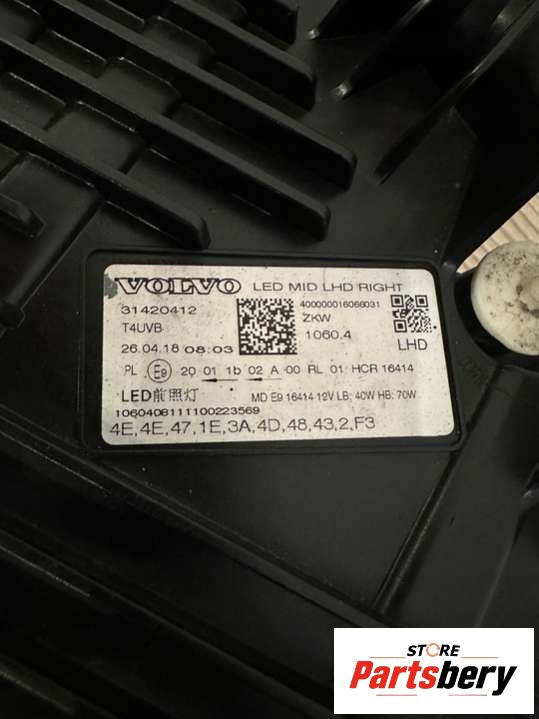 VOLVO LED MID LHD RIGHT
31420412 400000016066031
T4UVB ZKW
1060.4
26.04.18 08:03 LHD
PL E9 20 01 1b 02 A 00 RL 01 HCR 16414
LED前照灯 MD E9 16414 12V LB; 40W HB; 70W
1060408111100223569
4E,4E,47,1E,3A,4D,48,43,2,F3
STORE
Partsbery